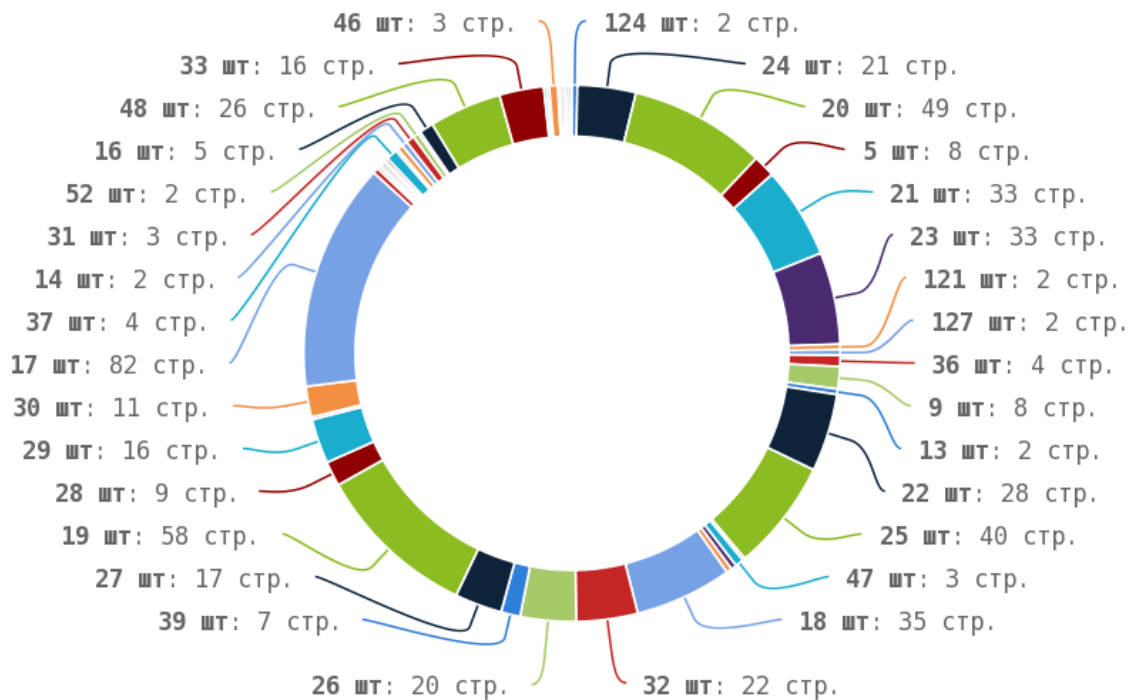 46 шт: 3 стр.
124 шт: 2 стр.
33 шт: 16 стр.
24 шт: 21 стр.
48 шт: 26 стр.
20 шт: 49 стр.
16 шт: 5 стр.
5 шт: 8 стр.
52 шт: 2 стр.
21 шт: 33 стр.
31 шт: 3 стр.
23 шт: 33 стр.
14 шт: 2 стр.
121 шт: 2 стр.
37 шт: 4 стр.
127 шт: 2 стр.
17 шт: 82 стр.
36 шт: 4 стр.
30 шт: 11 стр.
9 шт: 8 стр.
29 шт: 16 стр.
13 шт: 2 стр.
28 шт: 9 стр.
22 шт: 28 стр.
19 шт: 58 стр.
25 шт: 40 стр.
27 шт: 17 стр.
47 шт: 3 стр.
39 шт: 7 стр.
18 шт: 35 стр.
26 шт: 20 стр.
32 шт: 22 стр.